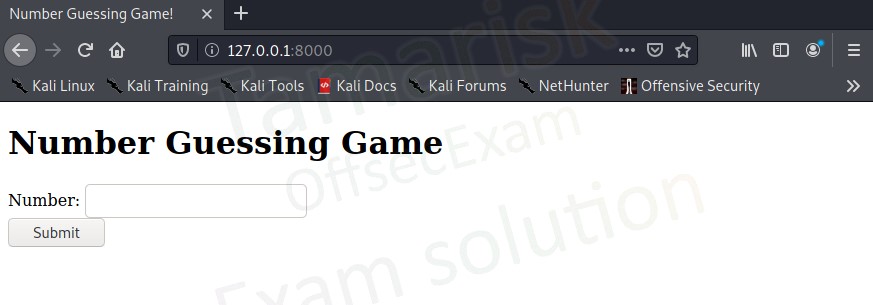 Number Guessing Game!
127.0.0.1:8000
Kali Linux Kali Training Kali Tools Kali Docs Kali Forums NetHunter Offensive Security
Tamarisk
Number Guessing Game
OffsecExam
Number:
Submit
Exam solution